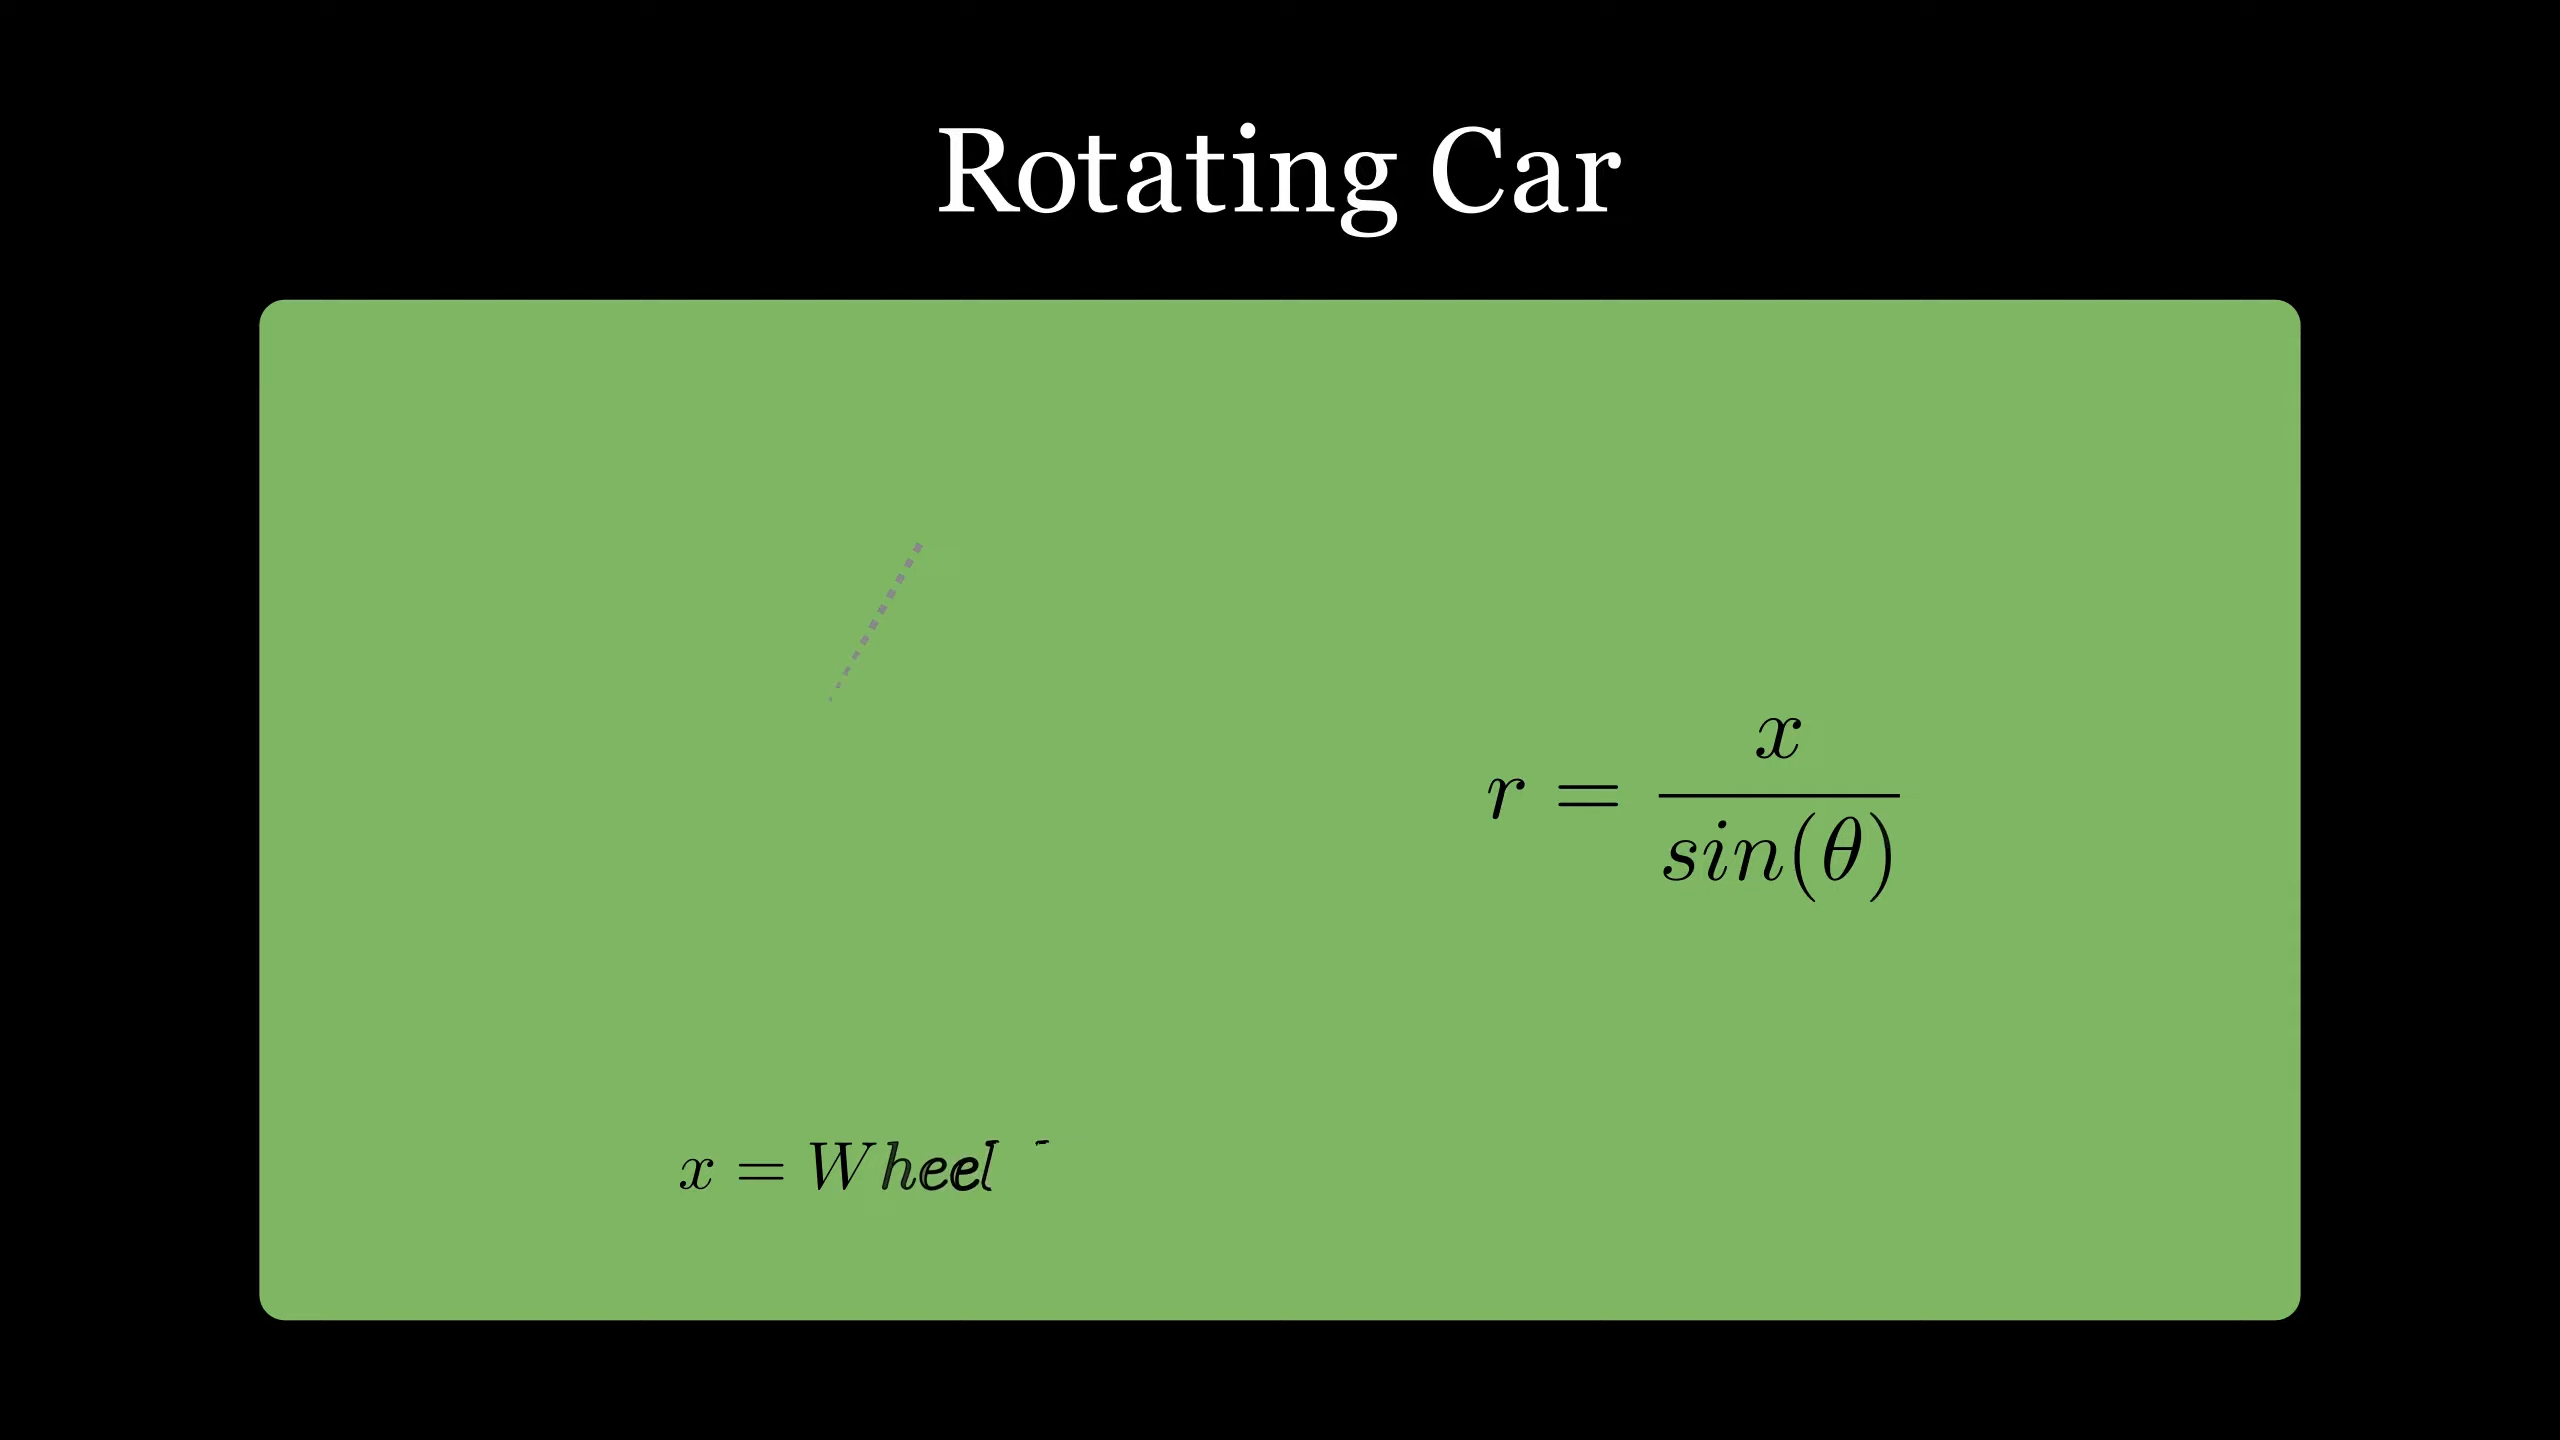 Rotating Car
r = x / sin(θ)
x = Wheel